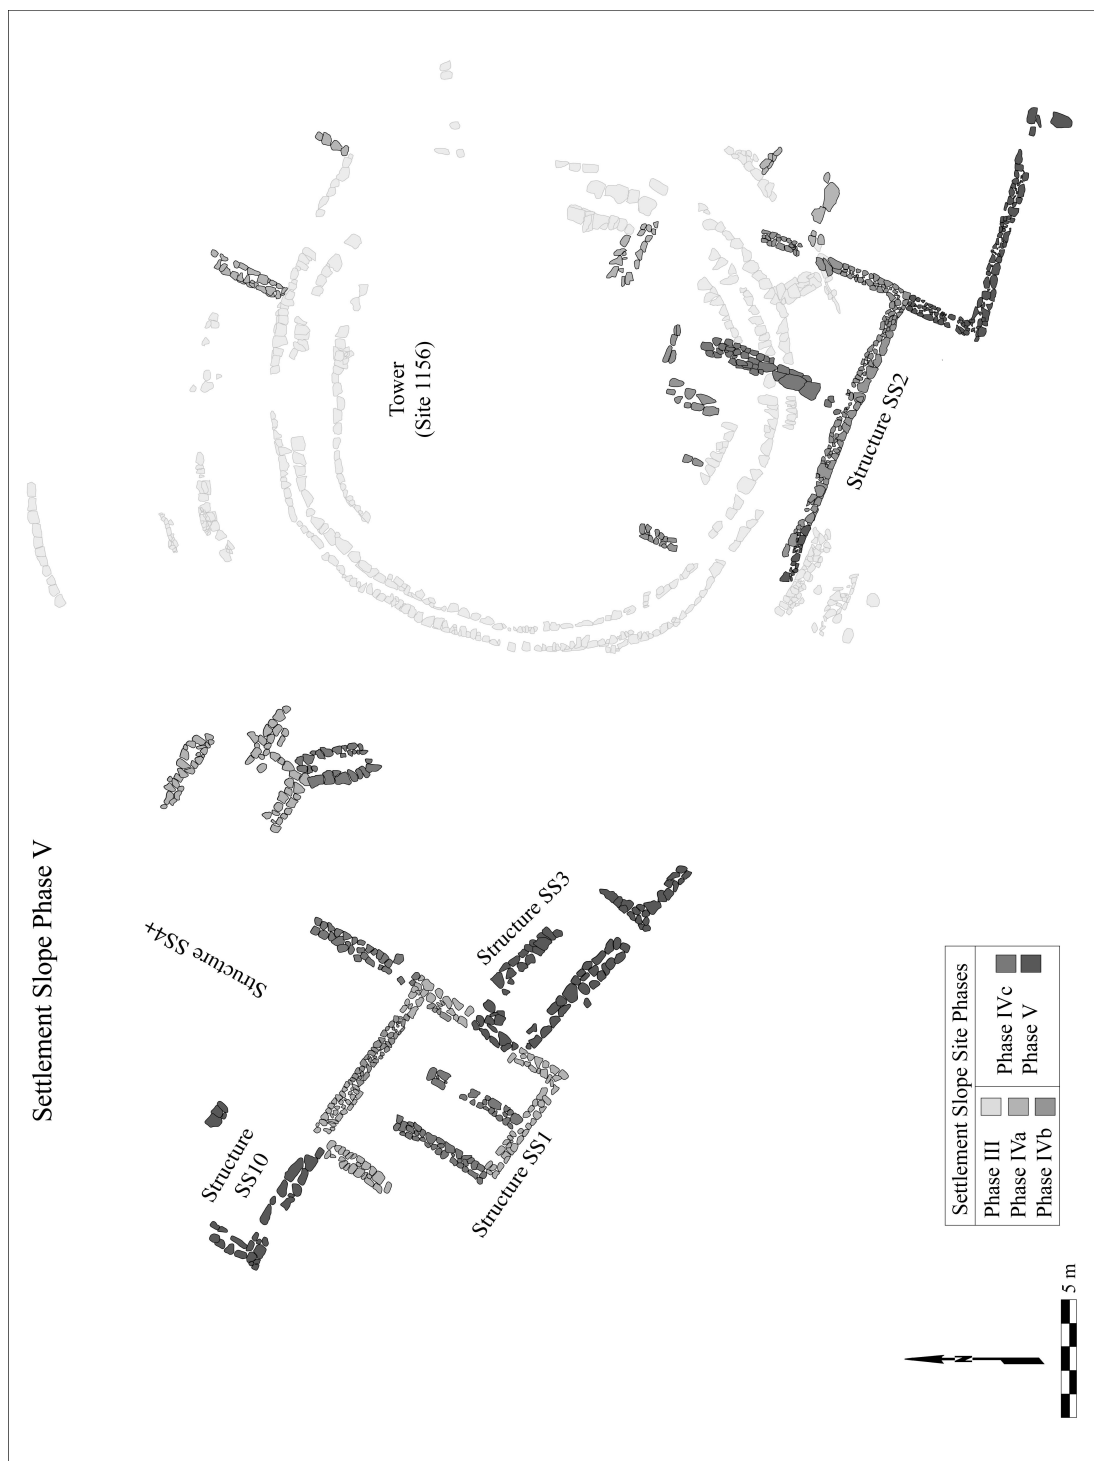 Settlement Slope Phase V
Tower
(Site 1156)
Structure SS2
Structure SS4+
Structure SS3
Structure
SS10
Structure SS1
Settlement Slope Site Phases
Phase III
Phase IVa
Phase IVb
Phase IVc
Phase V
N
5 m